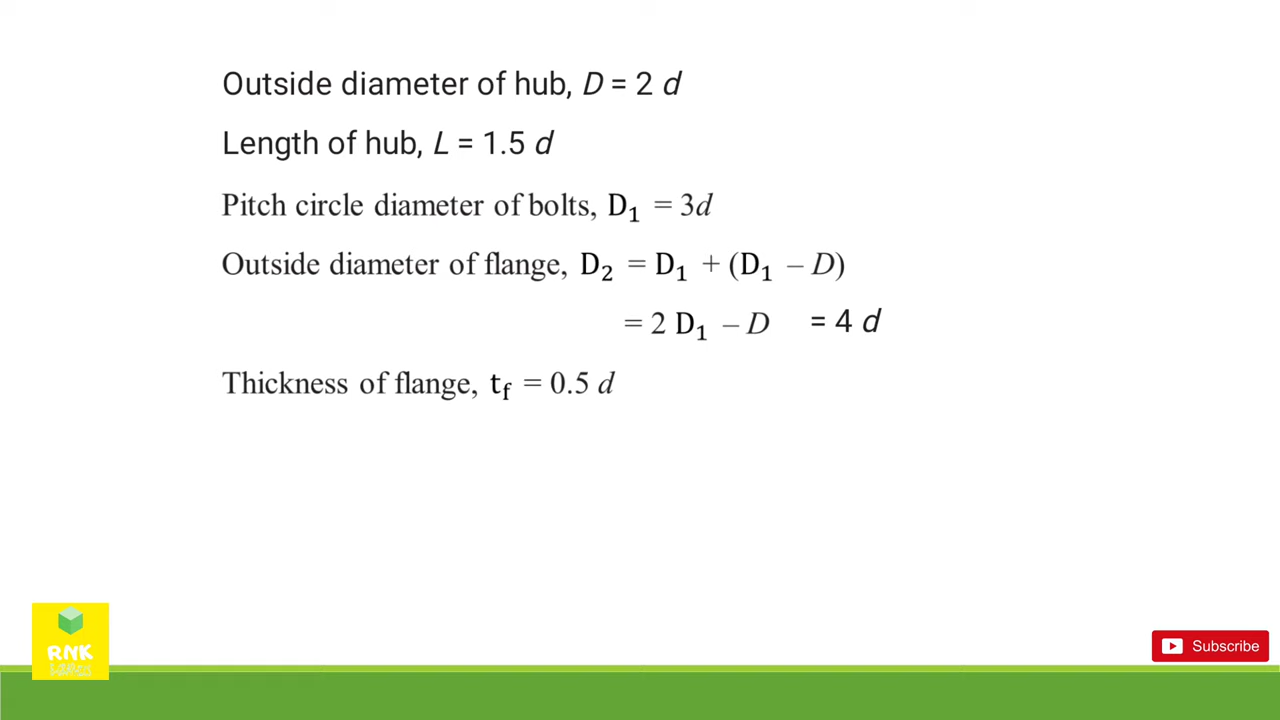 Outside diameter of hub, D = 2 d
Length of hub, L = 1.5 d
Pitch circle diameter of bolts, D₁ = 3d
Outside diameter of flange, D₂ = D₁ + (D₁ – D)
= 2 D₁ – D = 4 d
Thickness of flange, t_f = 0.5 d
RNK
Subscribe